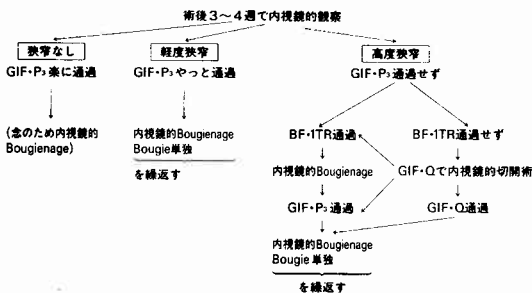 術後3~4週で内視鏡的観察
狭窄なし
軽度狭窄
高度狭窄
GIF・P₃楽に通過
GIF・P₃やっと通過
GIF・P₃通過せず
(念のため内視鏡的
Bougienage)
内視鏡的Bougienage
Bougie単独
を繰返す
BF・1TR通過
BF・1TR通過せず
内視鏡的Bougienage
GIF・Qで内視鏡的切開術
GIF・P₃通過
GIF・Q通過
内視鏡的Bougienage
Bougie単独
を繰返す